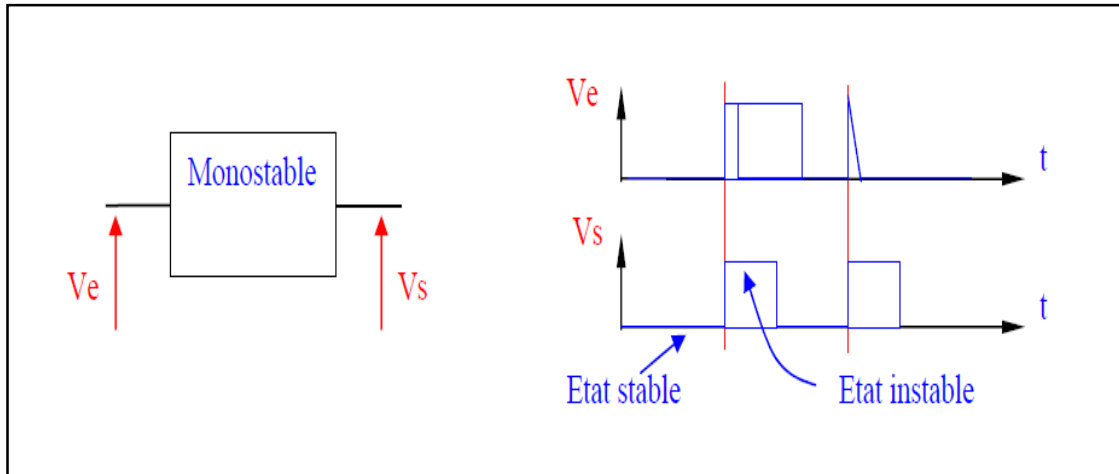 Monostable
Ve
Vs
Ve
t
Vs
t
Etat stable
Etat instable